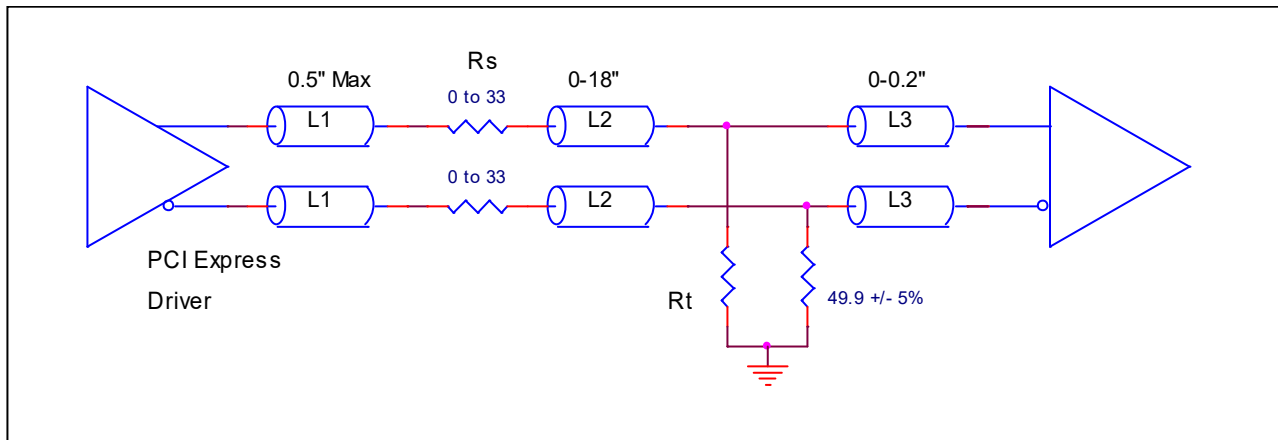 Rs
0.5" Max
0-18"
0-0.2"
0 to 33
L1
L2
L3
0 to 33
L1
L2
L3
PCI Express
Driver
Rt
49.9 +/- 5%